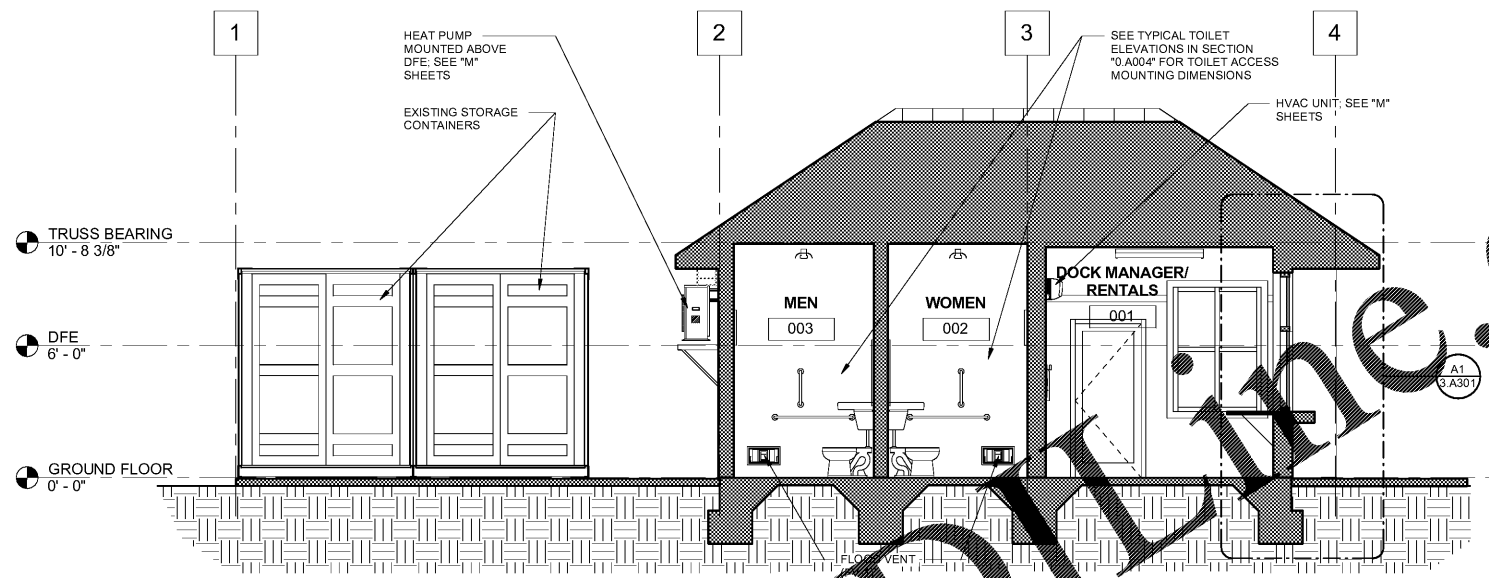 1
2
3
4
HEAT PUMP
MOUNTED ABOVE
DFE; SEE "M"
SHEETS
EXISTING STORAGE
CONTAINERS
SEE TYPICAL TOILET
ELEVATIONS IN SECTION
"0.A004" FOR TOILET ACCESS
MOUNTING DIMENSIONS
HVAC UNIT; SEE "M"
SHEETS
TRUSS BEARING
10' - 8 3/8"
DFE
6' - 0"
GROUND FLOOR
0' - 0"
MEN
003
WOMEN
002
DOCK MANAGER/
RENTALS
001
A1
3.A301
FLOOD VENT
Line.